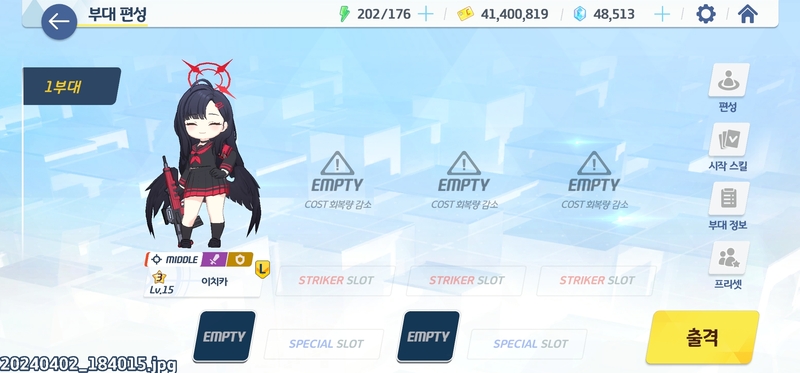 부대 편성
202/176
41,400,819
48,513
1부대
편성
시작 스킬
부대 정보
프리셋
EMPTY
COST 회복량 감소
EMPTY
COST 회복량 감소
EMPTY
COST 회복량 감소
MIDDLE
L
3
Lv.15
이치카
STRIKER SLOT
STRIKER SLOT
STRIKER SLOT
EMPTY
SPECIAL SLOT
EMPTY
SPECIAL SLOT
출격
20240402_184015.jpg